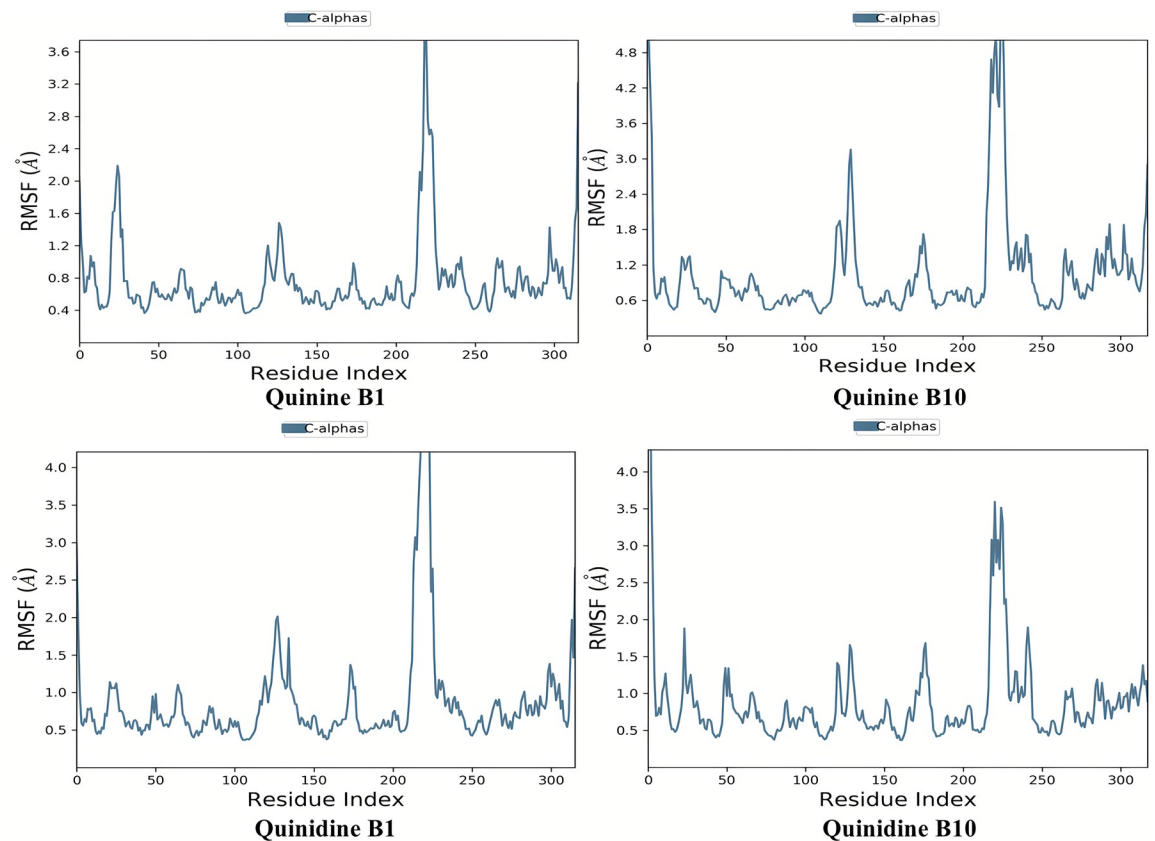 C-alphas
3.6
3.2
2.8
2.4
2.0
1.6
1.2
0.8
0.4
RMSF (Å)
0 50 100 150 200 250 300
Residue Index
Quinine B1
C-alphas
4.8
4.2
3.6
3.0
2.4
1.8
1.2
0.6
RMSF (Å)
0 50 100 150 200 250 300
Residue Index
Quinine B10
C-alphas
4.0
3.5
3.0
2.5
2.0
1.5
1.0
0.5
RMSF (Å)
0 50 100 150 200 250 300
Residue Index
Quinidine B1
C-alphas
4.0
3.5
3.0
2.5
2.0
1.5
1.0
0.5
RMSF (Å)
0 50 100 150 200 250 300
Residue Index
Quinidine B10